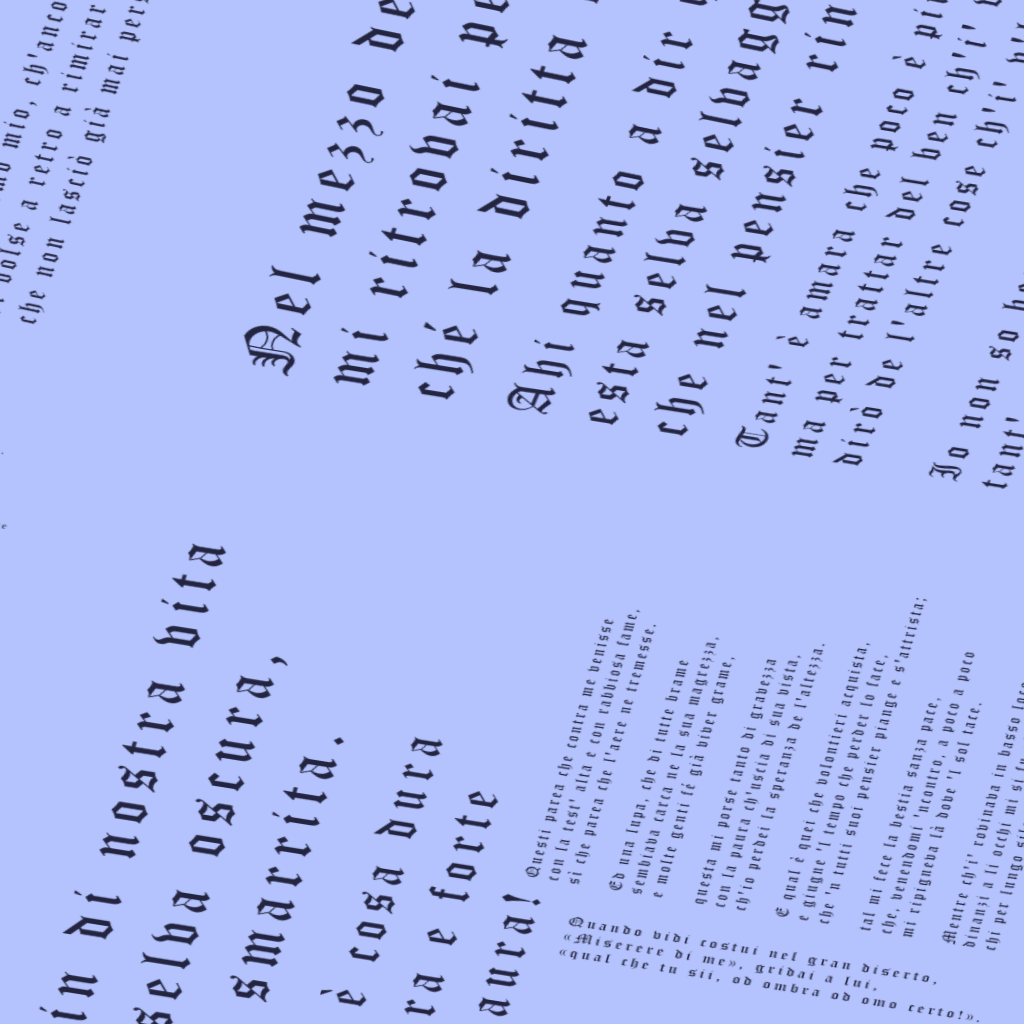 mo mio, ch'anco
volse a retro a rimirar
che non lasciò già mai pers
Nel mezzo de
mi ritrovai pe
ché la diritta
Ahi quanto a dir
esta selva selvagg
che nel pensier rin
Tant' è amara che poco è pi
ma per trattar del ben ch'i'
dirò de l'altre cose ch'i'
Io non so
tant'
in di nostra vita
selva oscura,
smarrita.
è cosa dura
ra e forte
aura!
Questi parea che contra me venisse
con la test' alta e con rabbiosa fame,
sì che parea che l'aere ne tremesse.
Ed una lupa, che di tutte brame
sembiava carca ne la sua magrezza,
e molte genti fé già viver grame,
questa mi porse tanto di gravezza
con la paura ch'uscia di sua vista,
ch'io perdei la speranza de l'altezza.
E qual è quei che volontieri acquista,
e giugne 'l tempo che perder lo face,
che 'n tutti suoi pensier piange e s'attrista;
tal mi fece la bestia sanza pace,
che, venendomi 'ncontro, a poco a poco
mi ripigneva là dove 'l sol tace.
Mentre ch'i' rovinava in basso loco
dinanzi a li occhi mi si
chi per lungo
Quando vidi costui nel gran diserto,
«Miserere di me», gridai a lui,
«qual che tu sii, od ombra od omo certo!».